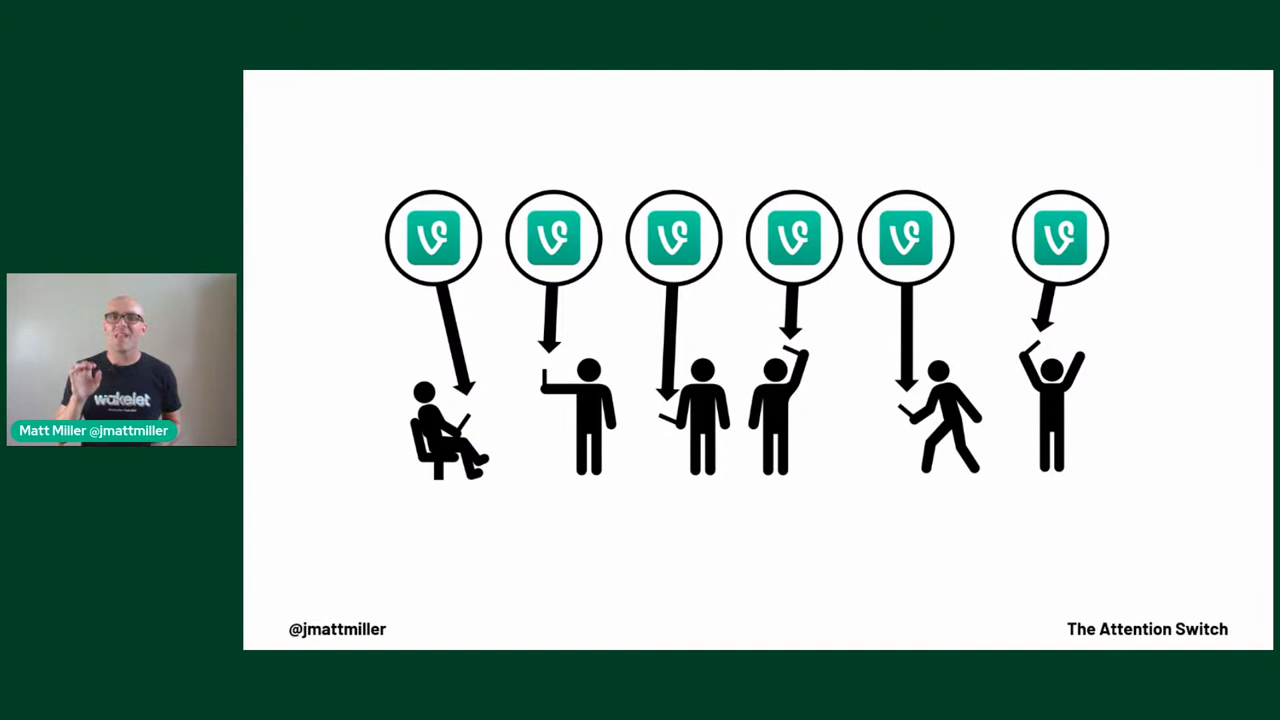 wakelet
Matt Miller @jmattmiller
@jmattmiller
The Attention Switch